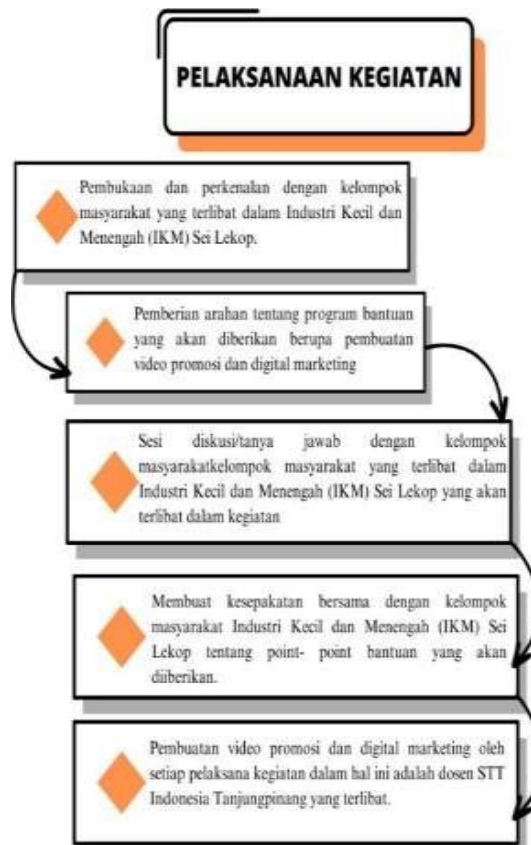 PELAKSANAAN KEGIATAN
Pembukaan dan perkenalan dengan kelompok
masyarakat yang terlibat dalam Industri Kecil dan
Menengah (IKM) Sei Lekop.
Pemberian arahan tentang program bantuan
yang akan diberikan berupa pembuatan
video promosi dan digital marketing
Sesi diskusi/tanya jawab dengan kelompok
masyarakatkelompok masyarakat yang terlibat dalam
Industri Kecil dan Menengah (IKM) Sei Lekop yang akan
terlibat dalam kegiatan
Membuat kesepakatan bersama dengan kelompok
masyarakat Industri Kecil dan Menengah (IKM) Sei
Lekop tentang point- point bantuan yang akan
diiberikan.
Pembuatan video promosi dan digital marketing oleh
setiap pelaksana kegiatan dalam hal ini adalah dosen STT
Indonesia Tanjungpinang yang terlibat.